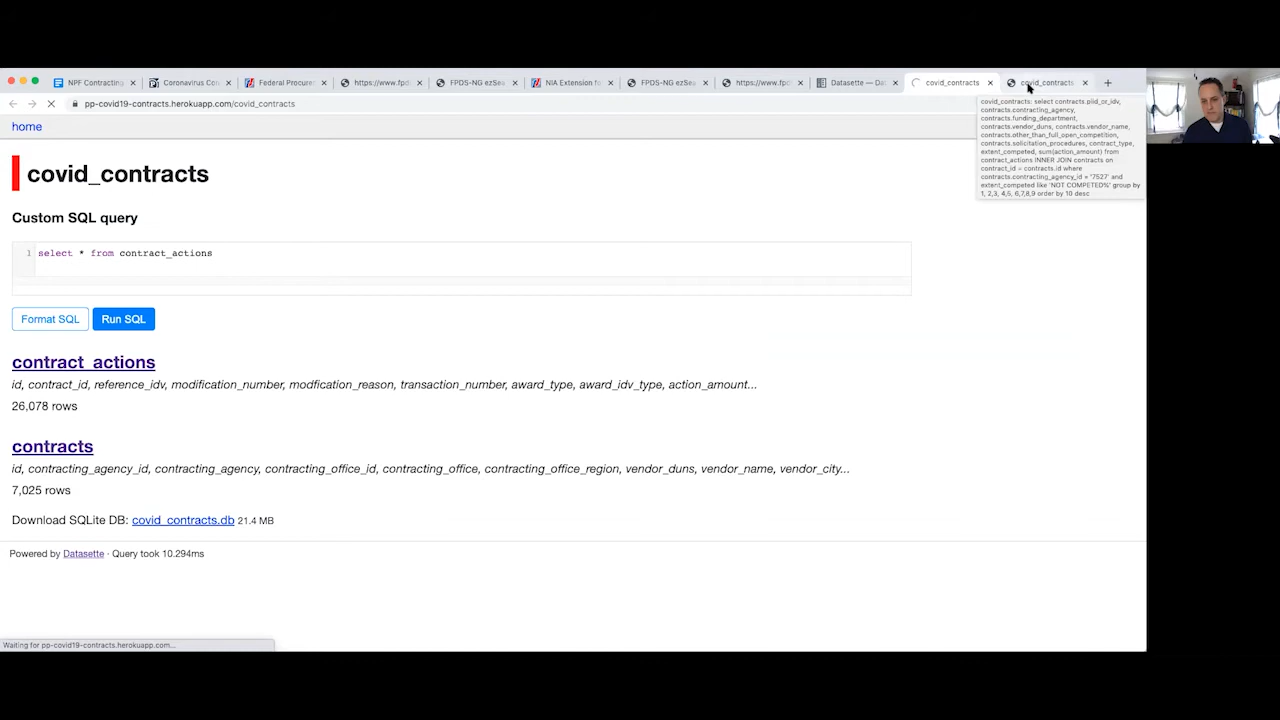 NPF Contracting
Coronavirus Con
Federal Procurer
https://www.fpd
FPDS-NG ezSea
NIA Extension fo
FPDS-NG ezSea
https://www.fpd
Datasette — Dat
covid_contracts
covid_contracts
pp-covid19-contracts.herokuapp.com/covid_contracts
home
covid_contracts: select contracts.piid_or_idv,
contracts.contracting_agency,
contracts.funding_department,
contracts.vendor_duns, contracts.vendor_name,
contracts.other_than_full_open_competition,
contracts.solicitation_procedures, contract_type,
extent_competed, sum(action_amount) from
contract_actions INNER JOIN contracts on
contract_id = contracts.id where
contracts.contracting_agency_id = '7527' and
extent_competed like 'NOT COMPETED%' group by
1, 2,3, 4,5, 6,7,8,9 order by 10 desc
covid_contracts
Custom SQL query
1 select * from contract_actions
Format SQL
Run SQL
contract_actions
id, contract_id, reference_idv, modification_number, modfication_reason, transaction_number, award_type, award_idv_type, action_amount...
26,078 rows
contracts
id, contracting_agency_id, contracting_agency, contracting_office_id, contracting_office, contracting_office_region, vendor_duns, vendor_name, vendor_city...
7,025 rows
Download SQLite DB: covid_contracts.db 21.4 MB
Powered by Datasette · Query took 10.294ms
Waiting for pp-covid19-contracts.herokuapp.com...